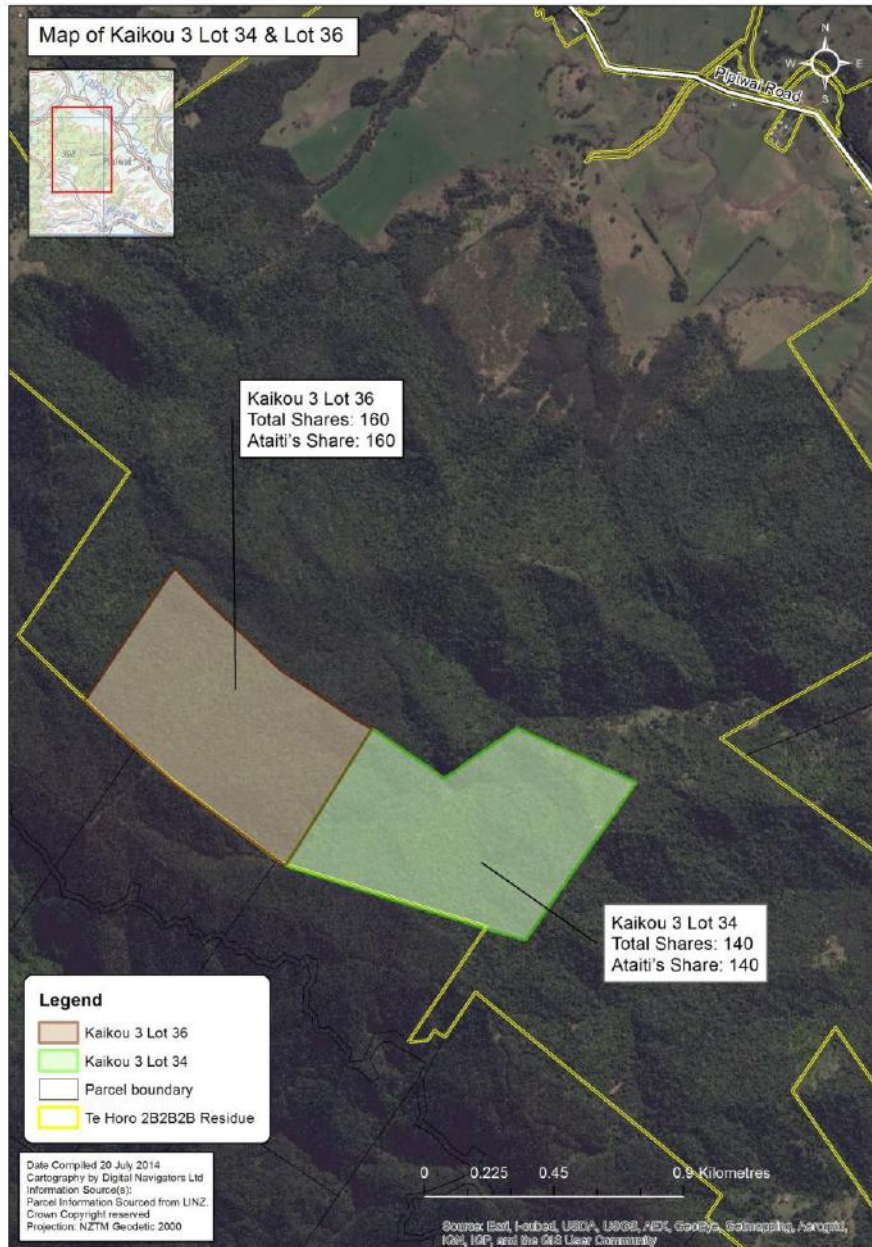 Map of Kaikou 3 Lot 34 & Lot 36
N
W
E
S
Pipiwai Road
Kaikou
Kaikou 3 Lot 36
Total Shares: 160
Ataiti's Share: 160
Kaikou 3 Lot 34
Total Shares: 140
Ataiti's Share: 140
Legend
Kaikou 3 Lot 36
Kaikou 3 Lot 34
Parcel boundary
Te Horo 2B2B2B Residue
Date Compiled 20 July 2014
Cartography by Digital Navigators Ltd
Information Source(s):
Parcel Information Sourced from LINZ.
Crown Copyright reserved
Projection: NZTM Geodetic 2000
0 0.225 0.45 0.9 Kilometres
Source: Esri, i-cubed, USDA, USGS, AEX, GeoEye, Getmapping, Aerogrid,
IGN, IGP, and the GIS User Community